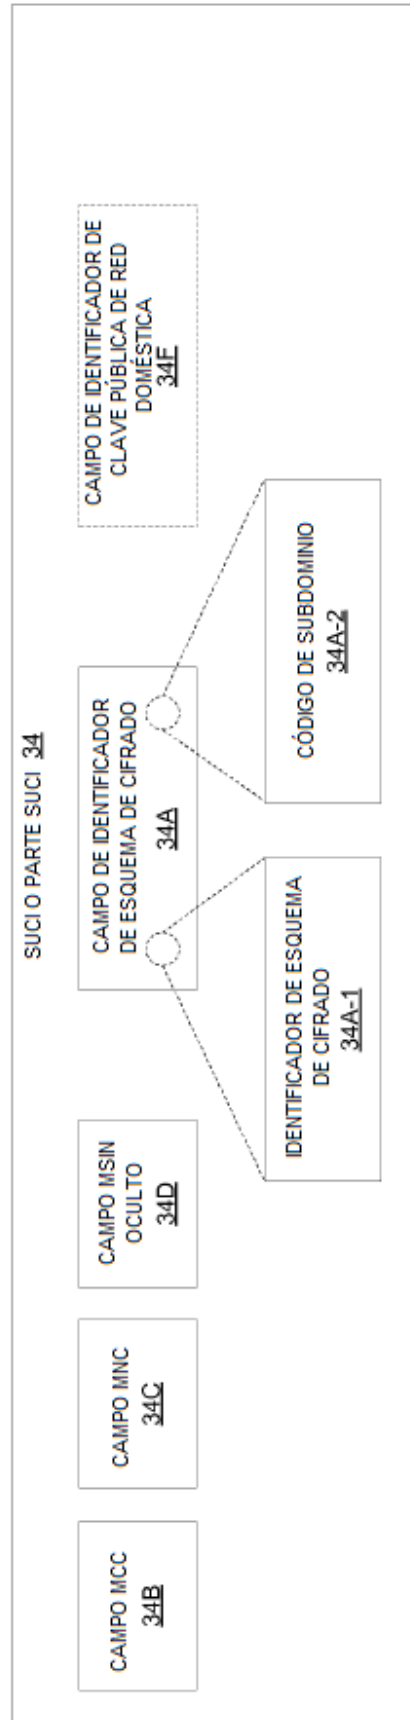 SUCI O PARTE SUCI 34
CAMPO MCC
34B
CAMPO MNC
34C
CAMPO MSIN
OCULTO
34D
CAMPO DE IDENTIFICADOR
DE ESQUEMA DE CIFRADO
34A
CAMPO DE IDENTIFICADOR DE
CLAVE PÚBLICA DE RED
DOMÉSTICA
34F
IDENTIFICADOR DE ESQUEMA
DE CIFRADO
34A-1
CÓDIGO DE SUBDOMINIO
34A-2